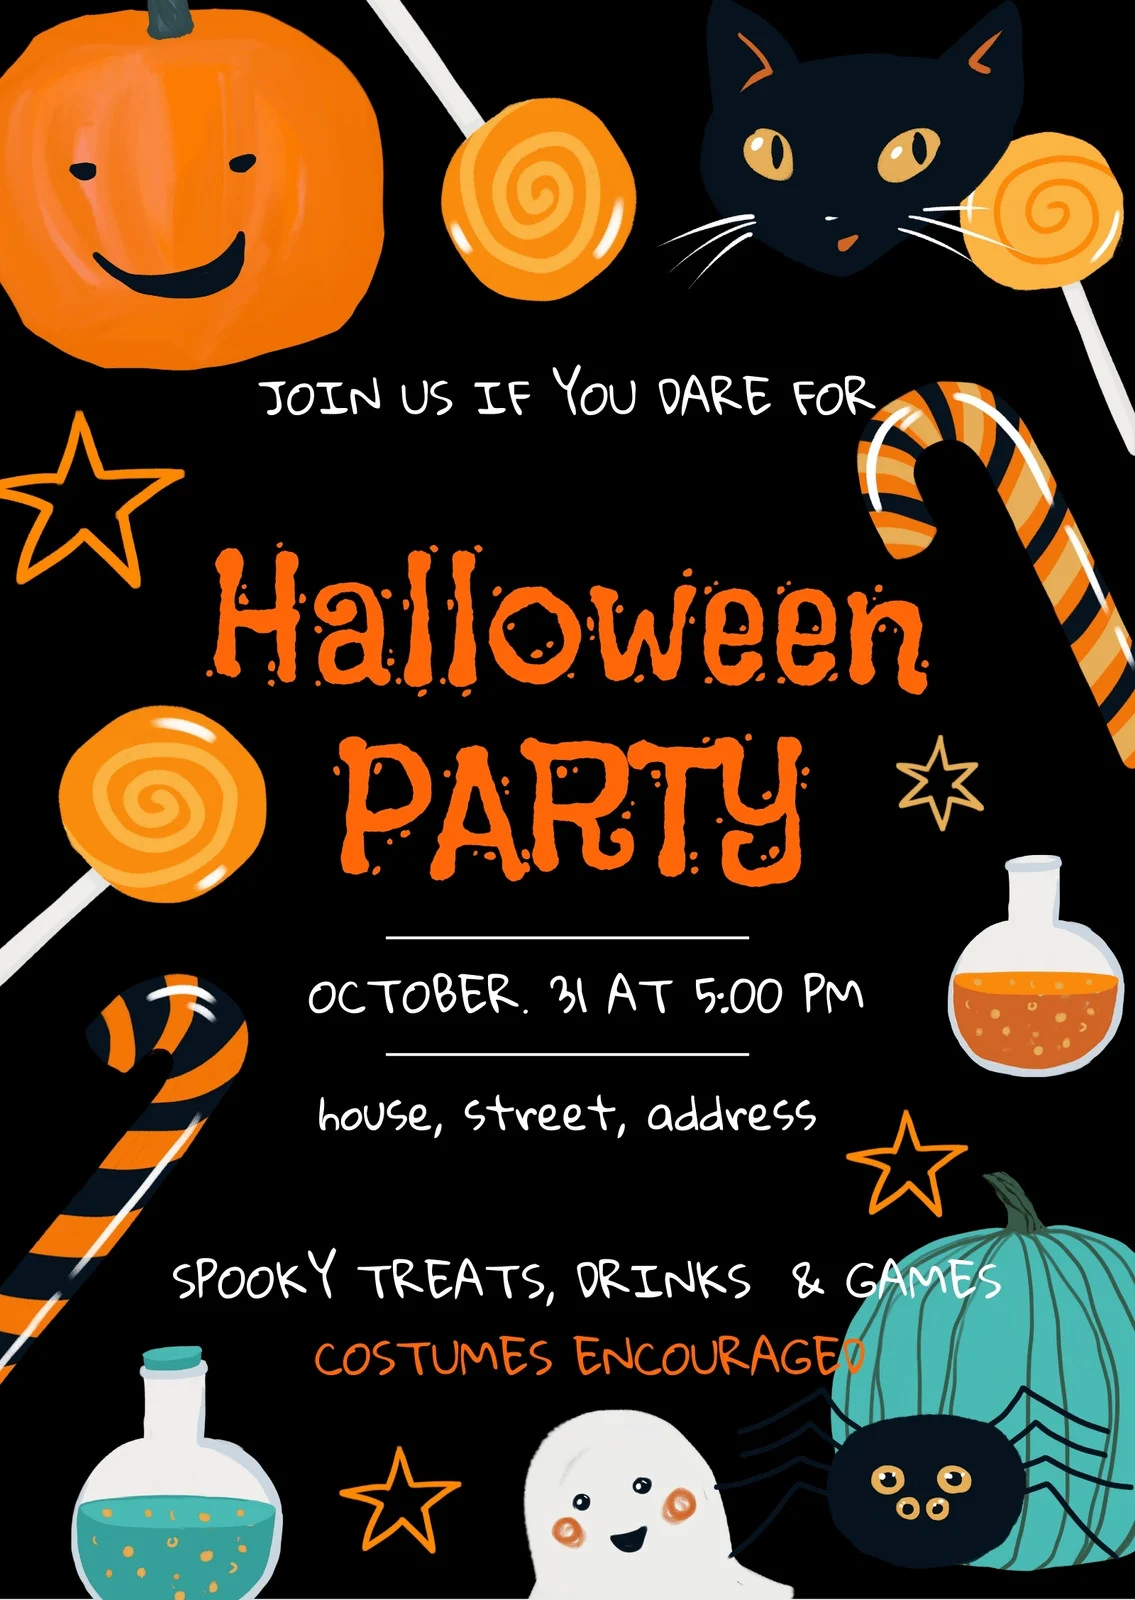 JOIN US IF YOU DARE FOR
Halloween
PARTY
OCTOBER. 31 AT 5:00 PM
house, street, address
SPOOKY TREATS, DRINKS & GAMES
COSTUMES ENCOURAGED